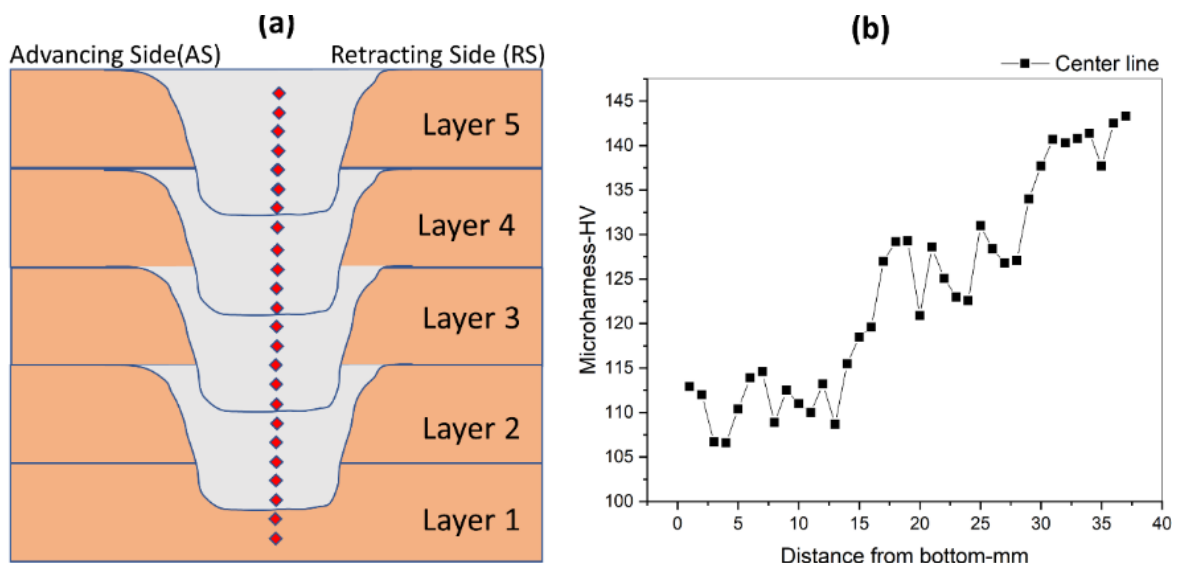 (a)
Advancing Side(AS)
Retracting Side (RS)
Layer 5
Layer 4
Layer 3
Layer 2
Layer 1
(b)
Center line
Microharness-HV
145
140
135
130
125
120
115
110
105
100
0
5
10
15
20
25
30
35
40
Distance from bottom-mm